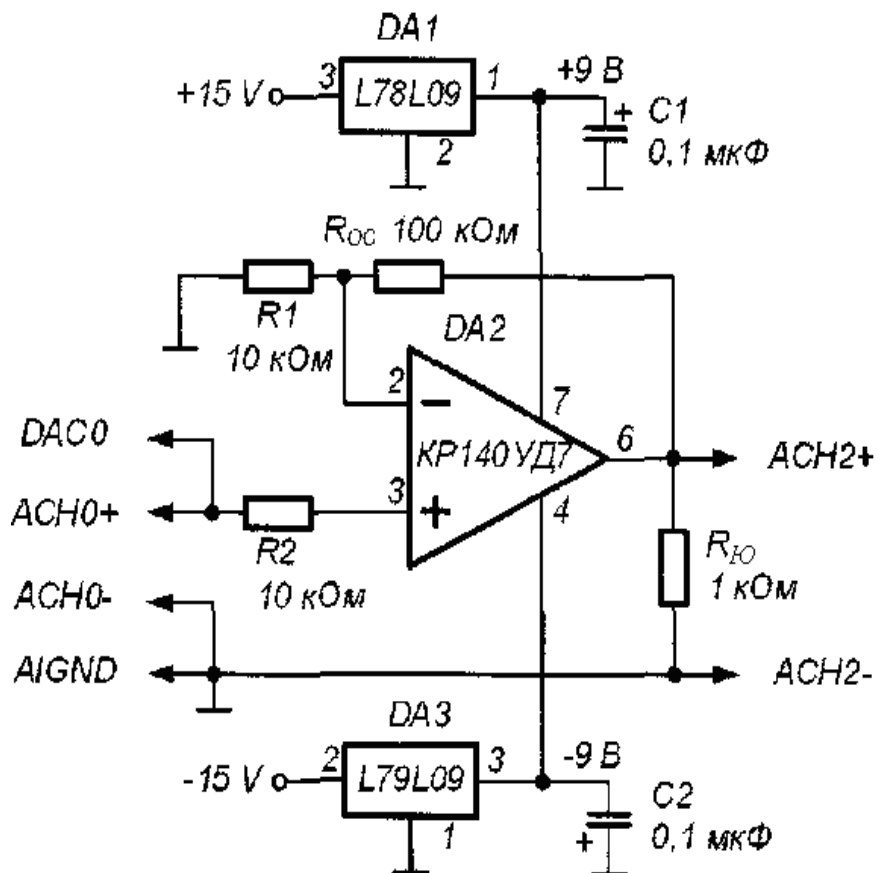 DA1
3 L78L09 1 +9 В
+15 V
2
+ C1
0,1 мкФ
Rос 100 кОм
R1
10 кОм
DA2
2 −
7
DAC0
КР140УД7 6
ACH2+
ACH0+
3 +
4
R2
10 кОм
RЮ
1 кОм
ACH0-
AIGND
ACH2-
DA3
-15 V
2 L79L09 3 -9 В
1
C2
+ 0,1 мкФ